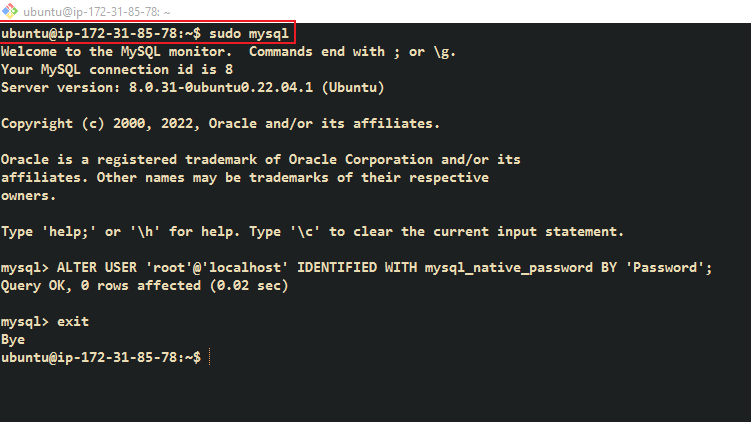 ubuntu@ip-172-31-85-78: ~
ubuntu@ip-172-31-85-78:~$ sudo mysql
Welcome to the MySQL monitor.  Commands end with ; or \g.
Your MySQL connection id is 8
Server version: 8.0.31-0ubuntu0.22.04.1 (Ubuntu)
Copyright (c) 2000, 2022, Oracle and/or its affiliates.
Oracle is a registered trademark of Oracle Corporation and/or its
affiliates. Other names may be trademarks of their respective
owners.
Type 'help;' or '\h' for help. Type '\c' to clear the current input statement.
mysql> ALTER USER 'root'@'localhost' IDENTIFIED WITH mysql_native_password BY 'Password';
Query OK, 0 rows affected (0.02 sec)
mysql> exit
Bye
ubuntu@ip-172-31-85-78:~$